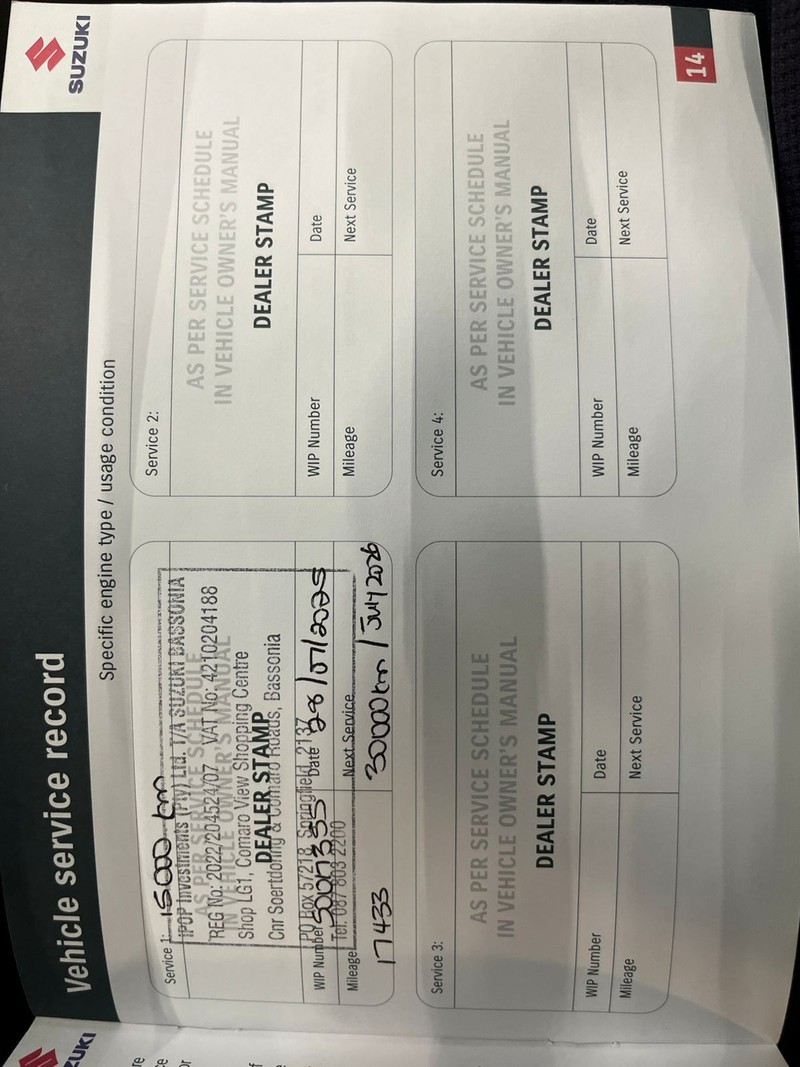 Vehicle service record
SUZUKI
Specific engine type / usage condition
Service 1: 15000 km
IPOP Investments (Pty) Ltd. T/A SUZUKI BASSONIA
AS PER SERVICE SCHEDULE
REG No: 2022/204524/07 VAT No: 4210204188
IN VEHICLE OWNER'S MANUAL
Shop LG1, Comaro View Shopping Centre
DEALER STAMP
Cnr Soertdoring & Comaro Roads, Bassonia
PO Box 57218, Springfield, 2137
WIP Number
Date 28/07/2025
Tel: 087 803 2200
Mileage
17433
Next Service
30000 km / July 2026
Service 2:
AS PER SERVICE SCHEDULE
IN VEHICLE OWNER'S MANUAL
DEALER STAMP
WIP Number
Date
Mileage
Next Service
Service 3:
AS PER SERVICE SCHEDULE
IN VEHICLE OWNER'S MANUAL
DEALER STAMP
WIP Number
Date
Mileage
Next Service
Service 4:
AS PER SERVICE SCHEDULE
IN VEHICLE OWNER'S MANUAL
DEALER STAMP
WIP Number
Date
Mileage
Next Service
14